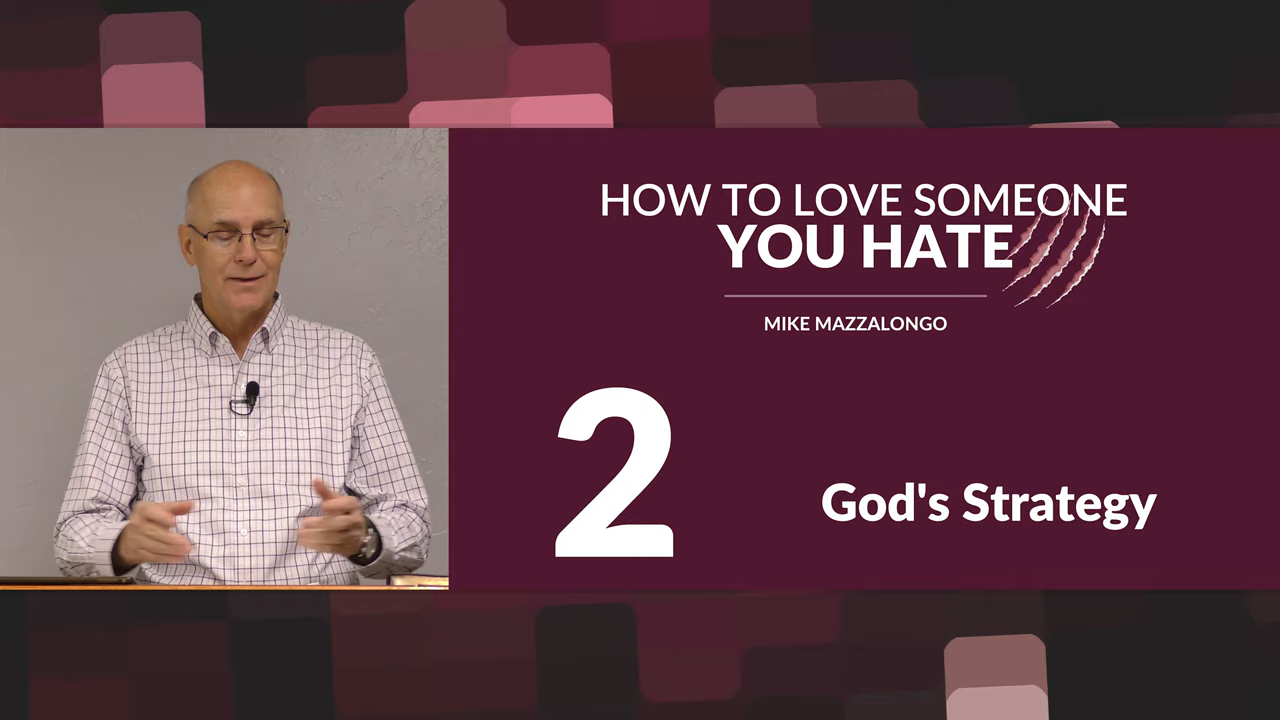 HOW TO LOVE SOMEONE
YOU HATE
MIKE MAZZALONGO
2
God's Strategy